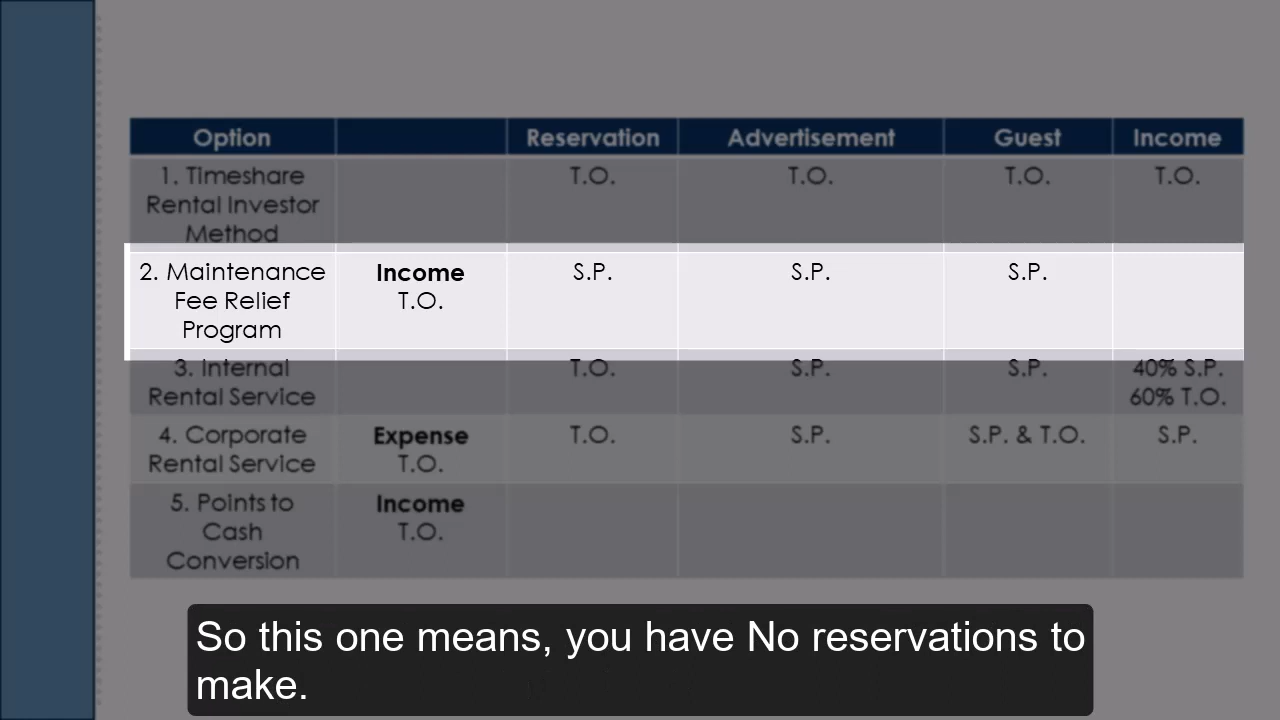 Option Reservation Advertisement Guest Income
1. Timeshare
Rental Investor
Method
T.O. T.O. T.O. T.O.
2. Maintenance
Fee Relief
Program
Income
T.O.
S.P. S.P. S.P.
3. Internal
Rental Service
T.O. S.P. S.P.
40% S.P.
60% T.O.
4. Corporate
Rental Service
Expense
T.O.
T.O. S.P. S.P. & T.O. S.P.
5. Points to
Cash
Conversion
Income
T.O.
So this one means, you have No reservations to
make.